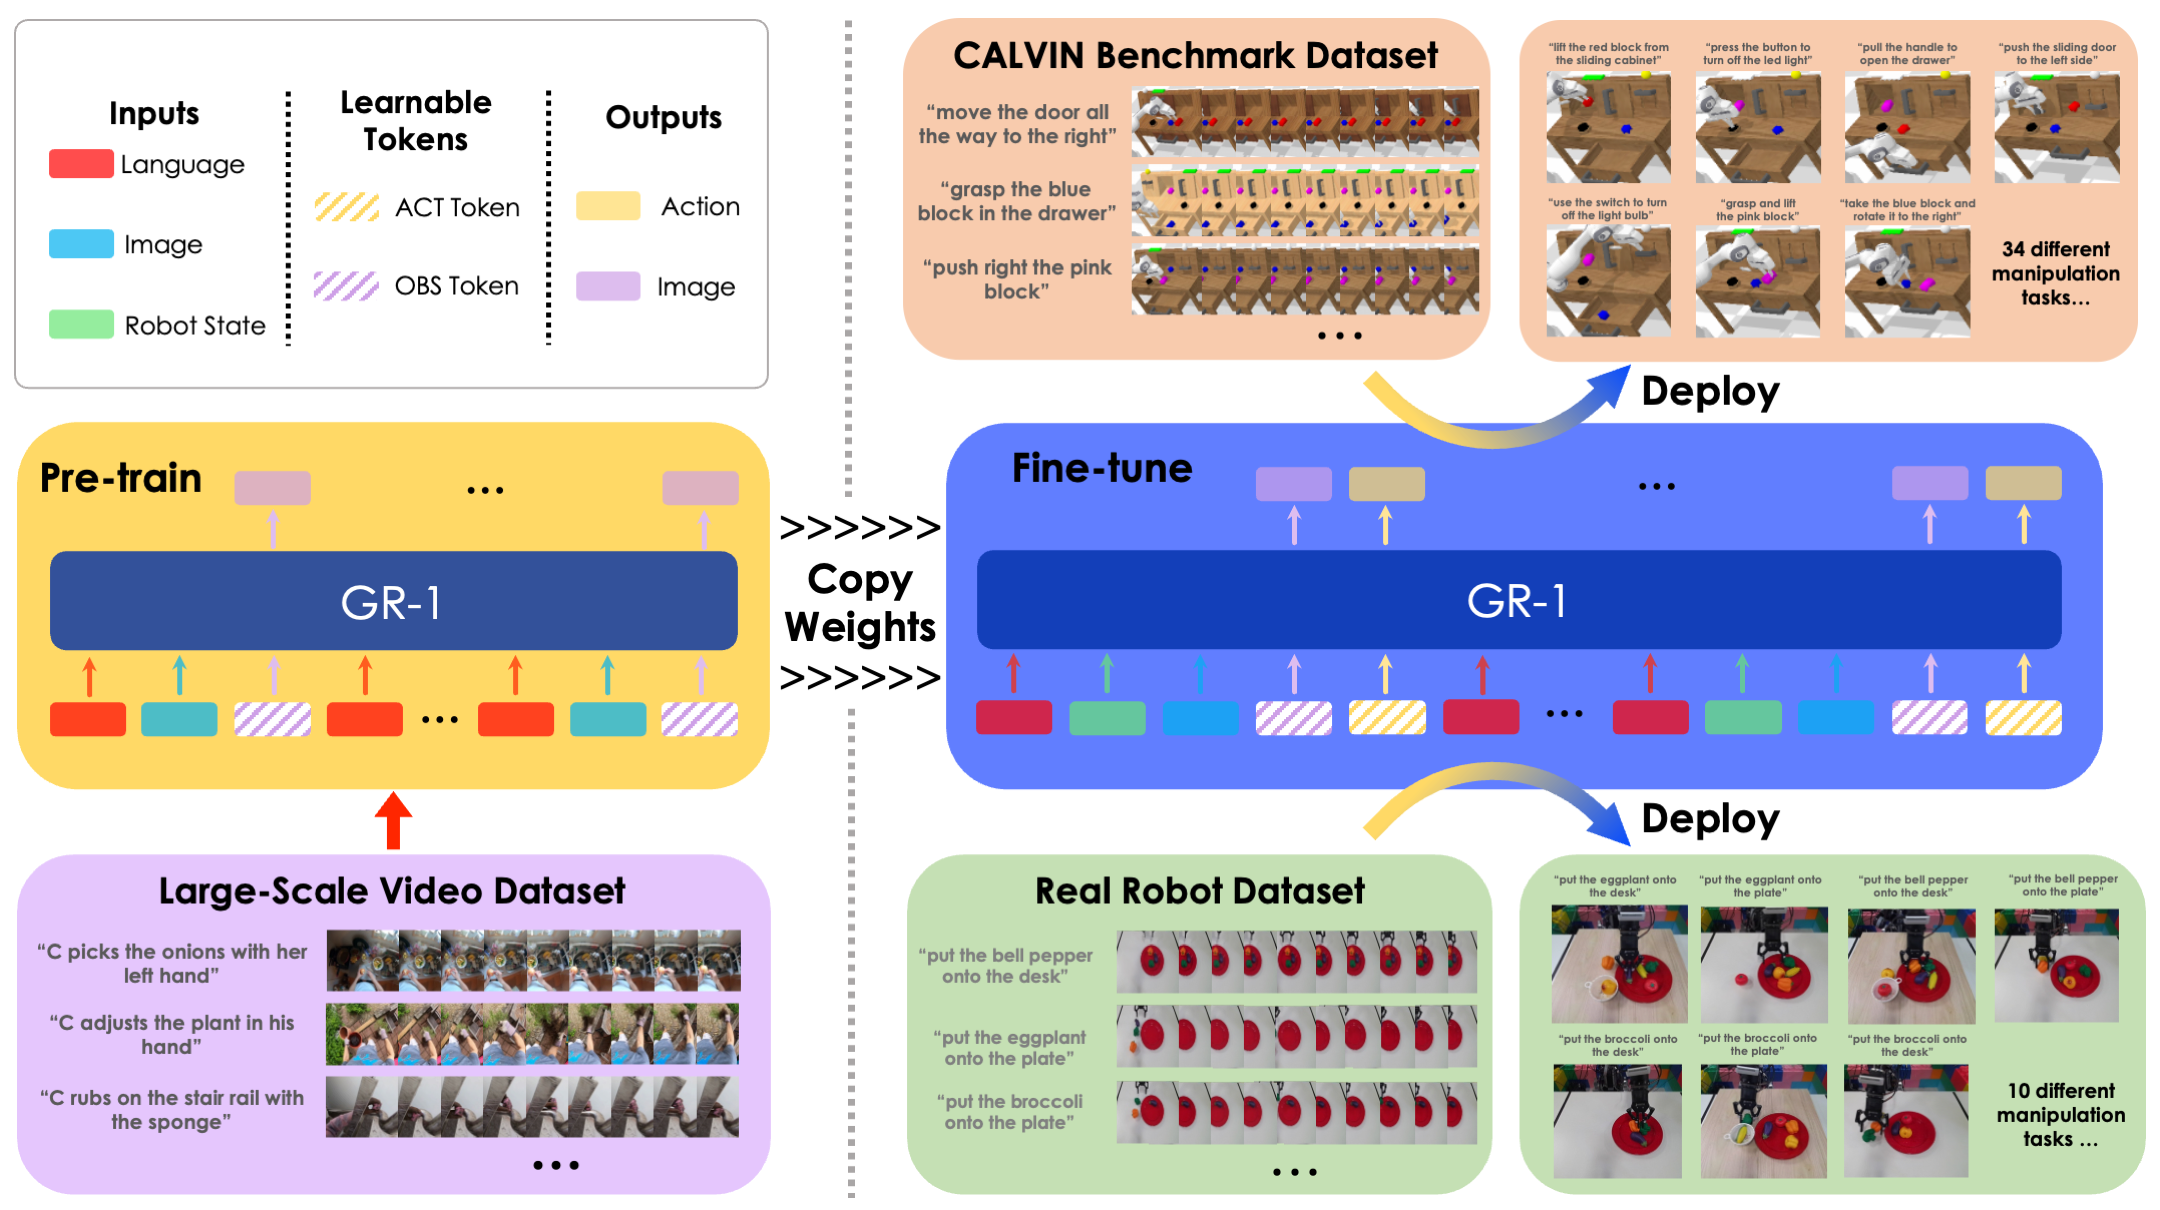 Inputs
Language
Image
Robot State
Learnable
Tokens
ACT Token
OBS Token
Outputs
Action
Image
Pre-train
...
GR-1
...
Large-Scale Video Dataset
“C picks the onions with her
left hand”
“C adjusts the plant in his
hand”
“C rubs on the stair rail with
the sponge”
...
>>>>>>
Copy
Weights
>>>>>>
CALVIN Benchmark Dataset
“move the door all
the way to the right”
“grasp the blue
block in the drawer”
“push right the pink
block”
...
“lift the red block from
the sliding cabinet”
“press the button to
turn off the led light”
“pull the handle to
open the drawer”
“push the sliding door
to the left side”
“use the switch to turn
off the light bulb”
“grasp and lift
the pink block”
“take the blue block and
rotate it to the right”
34 different
manipulation
tasks...
Deploy
Fine-tune
...
GR-1
...
Deploy
Real Robot Dataset
“put the bell pepper
onto the desk”
“put the eggplant
onto the plate”
“put the broccoli
onto the plate”
...
“put the eggplant onto
the desk”
“put the eggplant onto
the plate”
“put the bell pepper
onto the desk”
“put the bell pepper
onto the plate”
“put the broccoli onto
the desk”
“put the broccoli onto
the plate”
“put the broccoli onto
the desk”
10 different
manipulation
tasks ...